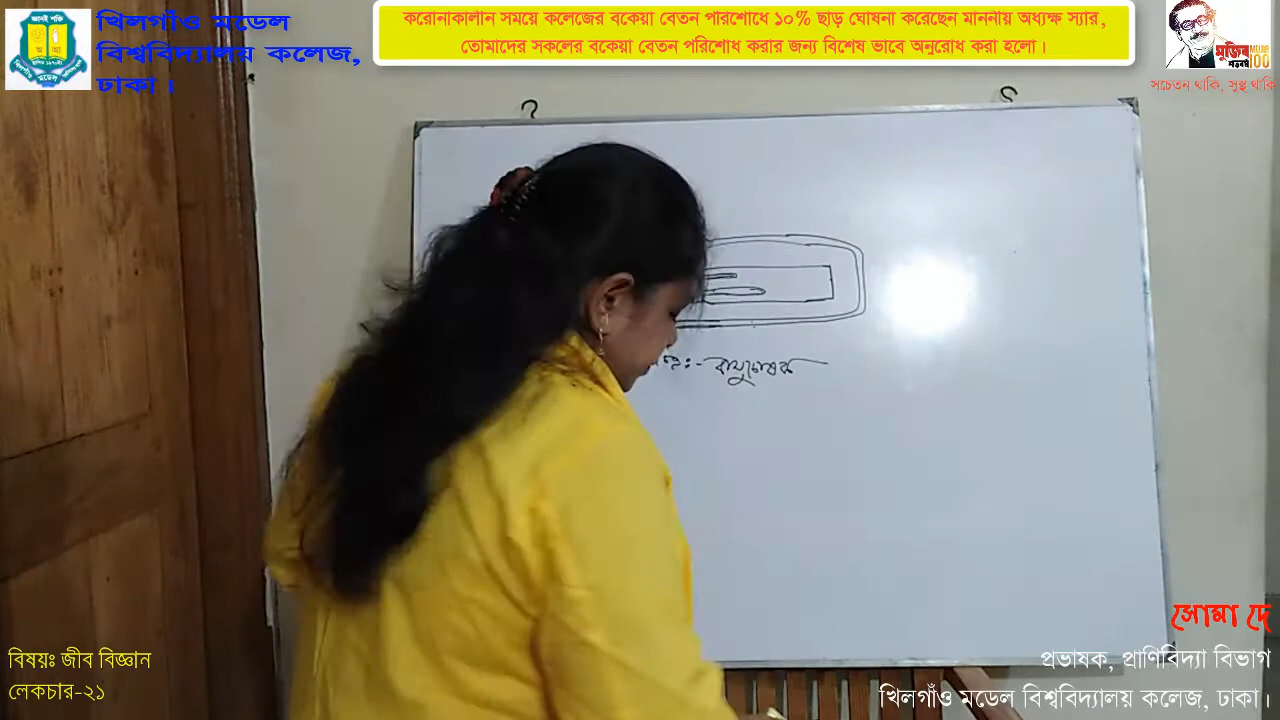 খিলগাঁও মডেল
বিশ্ববিদ্যালয় কলেজ,
ঢাকা।
করোনাকালীন সময়ে কলেজের বকেয়া বেতন পরিশোধে ১০% ছাড় ঘোষনা করেছেন মাননীয় অধ্যক্ষ স্যার,
তোমাদের সকলের বকেয়া বেতন পরিশোধ করার জন্য বিশেষ ভাবে অনুরোধ করা হলো।
মুজিব
শতবর্ষ
100
সচেতন থাকি, সুস্থ থাকি
সোমা দে
প্রভাষক, প্রাণিবিদ্যা বিভাগ
খিলগাঁও মডেল বিশ্ববিদ্যালয় কলেজ, ঢাকা।
বিষয়ঃ জীব বিজ্ঞান
লেকচার-২১